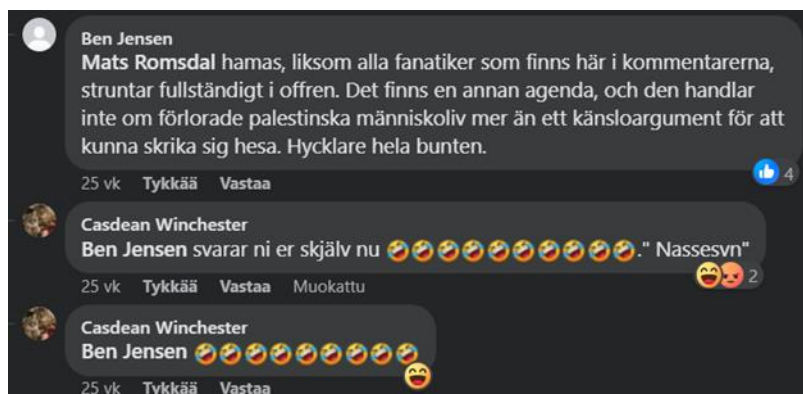 Ben Jensen
Mats Romsdal hamas, liksom alla fanatiker som finns här i kommentarerna,
struntar fullständigt i offren. Det finns en annan agenda, och den handlar
inte om förlorade palestinska människoliv mer än ett känsloargument för att
kunna skrika sig hesa. Hycklare hela bunten.
4
25 vk Tykkää Vastaa
Casdean Winchester
Ben Jensen svarar ni er skjälv nu 🤣🤣🤣🤣🤣🤣🤣🤣🤣🤣." Nassesvn"
2
25 vk Tykkää Vastaa Muokattu
Casdean Winchester
Ben Jensen 🤣🤣🤣🤣🤣🤣🤣🤣🤣
25 vk Tykkää Vastaa